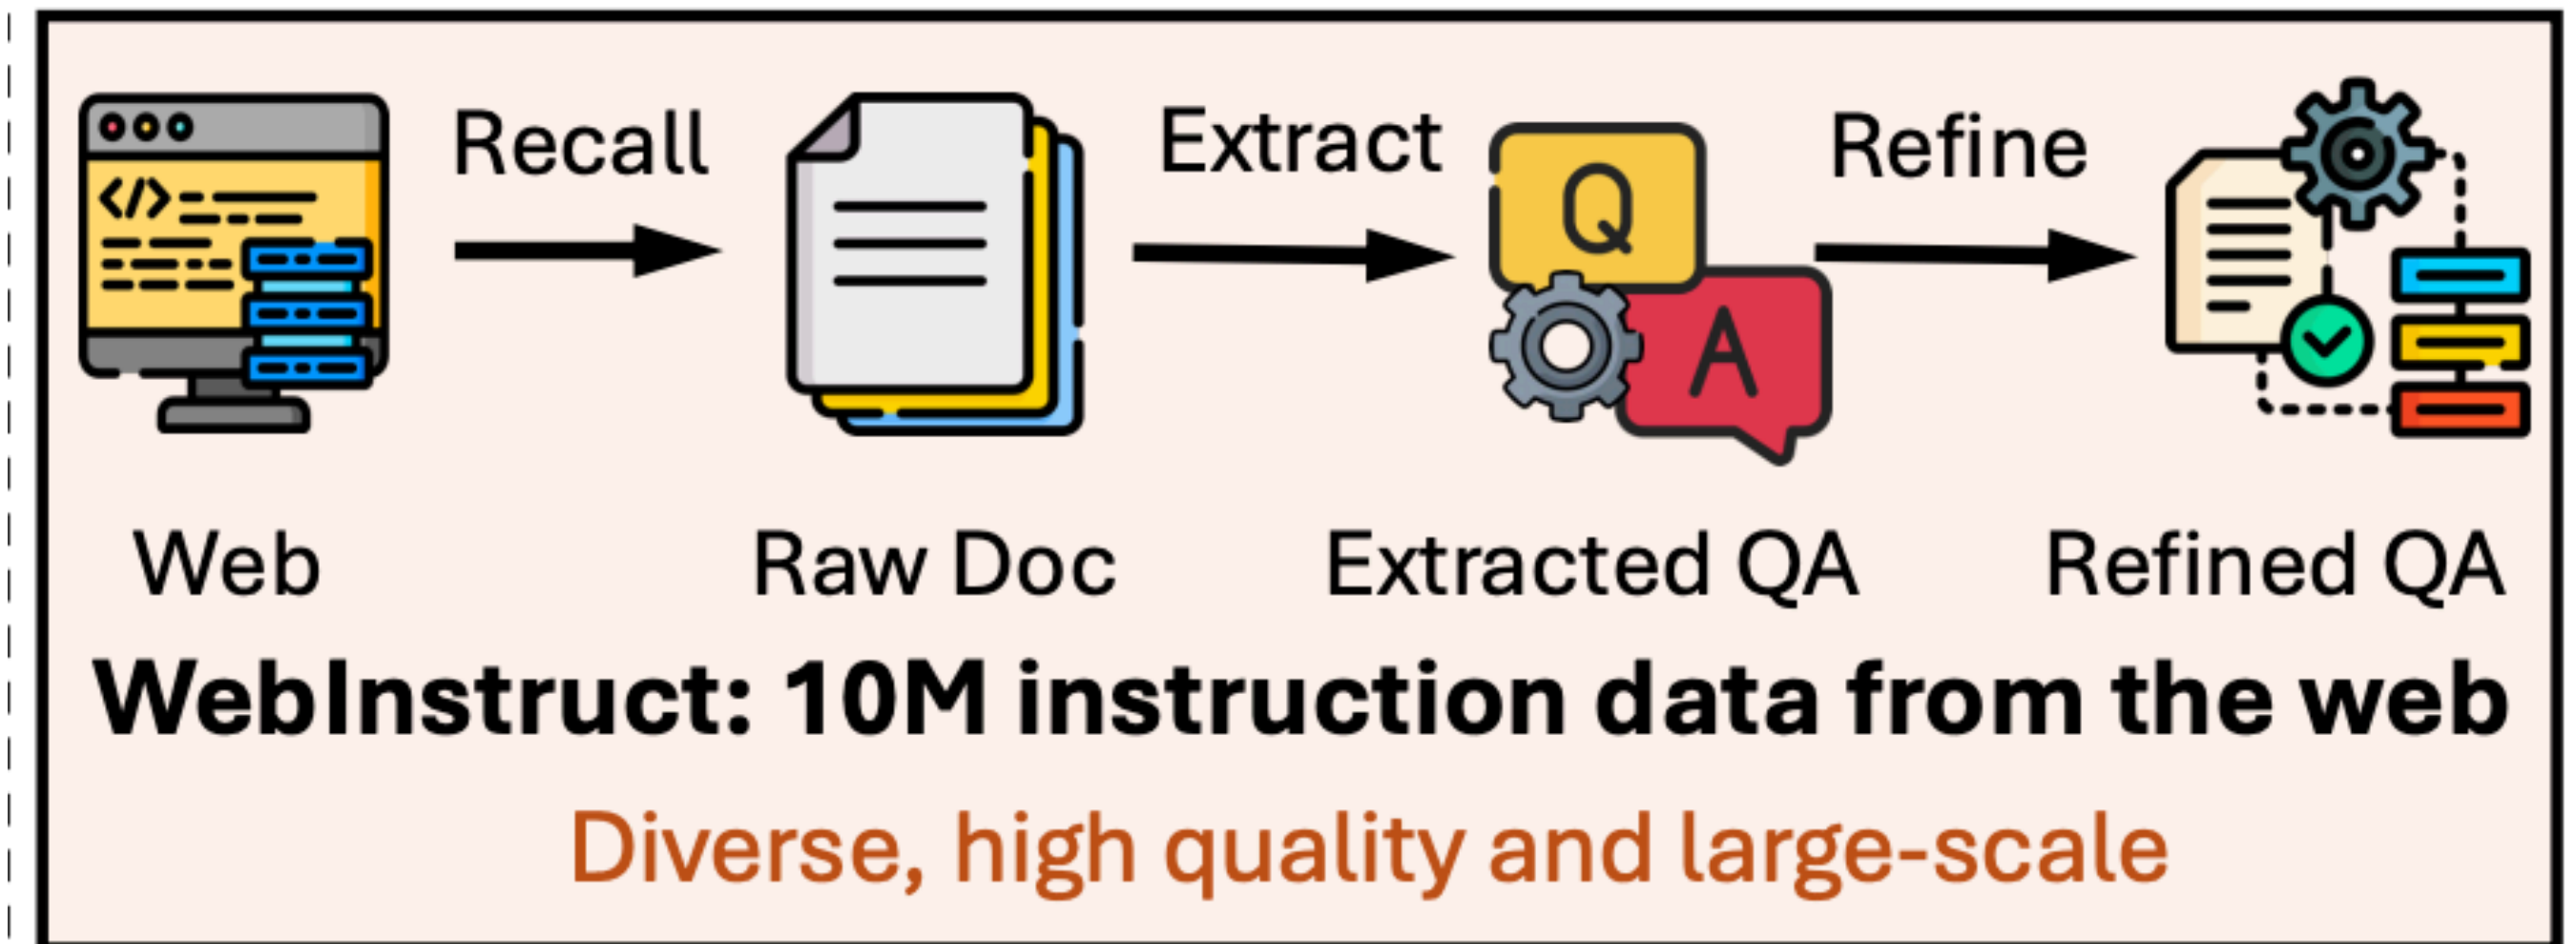 Recall
Extract
Refine
</>
Q
A
Web
Raw Doc
Extracted QA
Refined QA
WebInstruct: 10M instruction data from the web
Diverse, high quality and large-scale